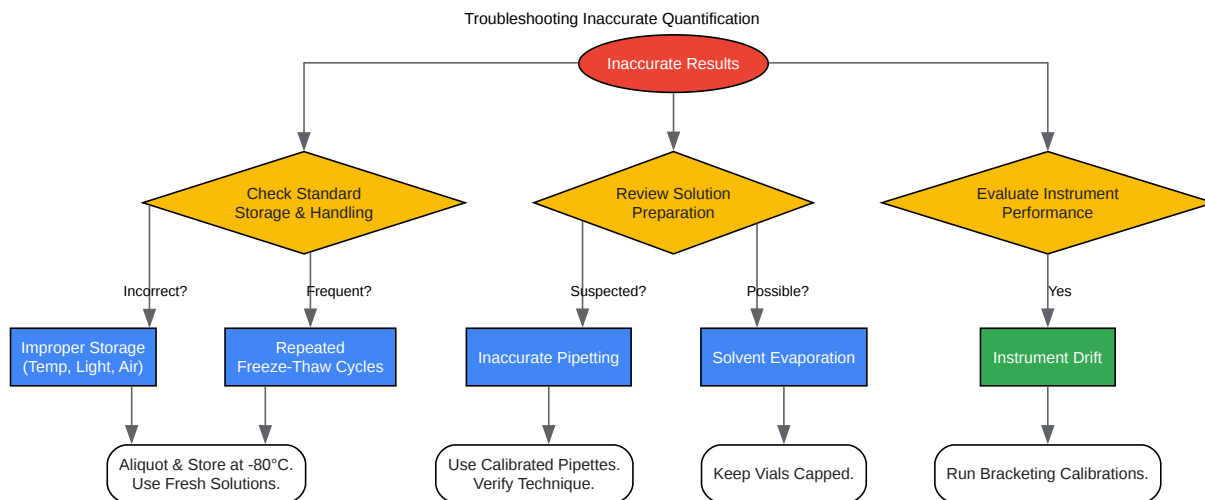 Troubleshooting Inaccurate Quantification
Inaccurate Results
Check Standard
Storage & Handling
Review Solution
Preparation
Evaluate Instrument
Performance
Incorrect?
Frequent?
Suspected?
Possible?
Yes
Improper Storage
(Temp, Light, Air)
Repeated
Freeze-Thaw Cycles
Inaccurate Pipetting
Solvent Evaporation
Instrument Drift
Aliquot & Store at -80°C.
Use Fresh Solutions.
Use Calibrated Pipettes.
Verify Technique.
Keep Vials Capped.
Run Bracketing Calibrations.